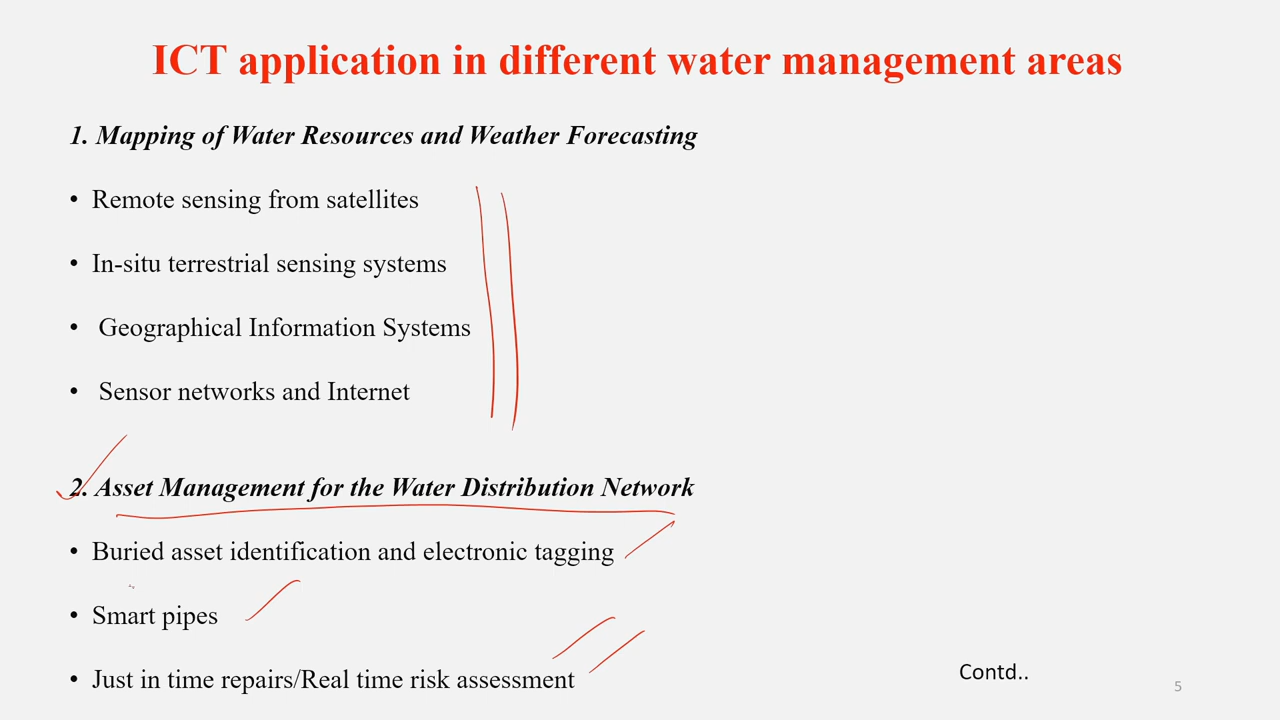 ICT application in different water management areas
1. Mapping of Water Resources and Weather Forecasting
• Remote sensing from satellites
• In-situ terrestrial sensing systems
• Geographical Information Systems
• Sensor networks and Internet
2. Asset Management for the Water Distribution Network
• Buried asset identification and electronic tagging
• Smart pipes
• Just in time repairs/Real time risk assessment
Contd..
5